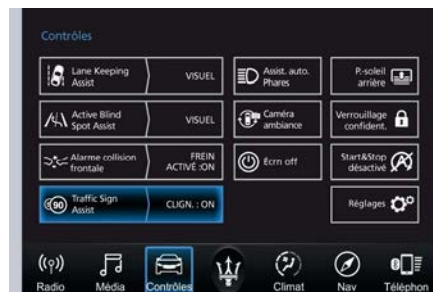 Contrôles
Lane Keeping
Assist
VISUEL
Assist. auto.
Phares
P.-soleil
arrière
Active Blind
Spot Assist
VISUEL
Caméra
ambiance
Verrouillage
confident.
Alarme collision
frontale
FREIN
ACTIVÉ :ON
Écrn off
Start&Stop
désactivé
90
Traffic Sign
Assist
CLIGN. : ON
Réglages
Radio
Média
Contrôles
Climat
Nav
Téléphon